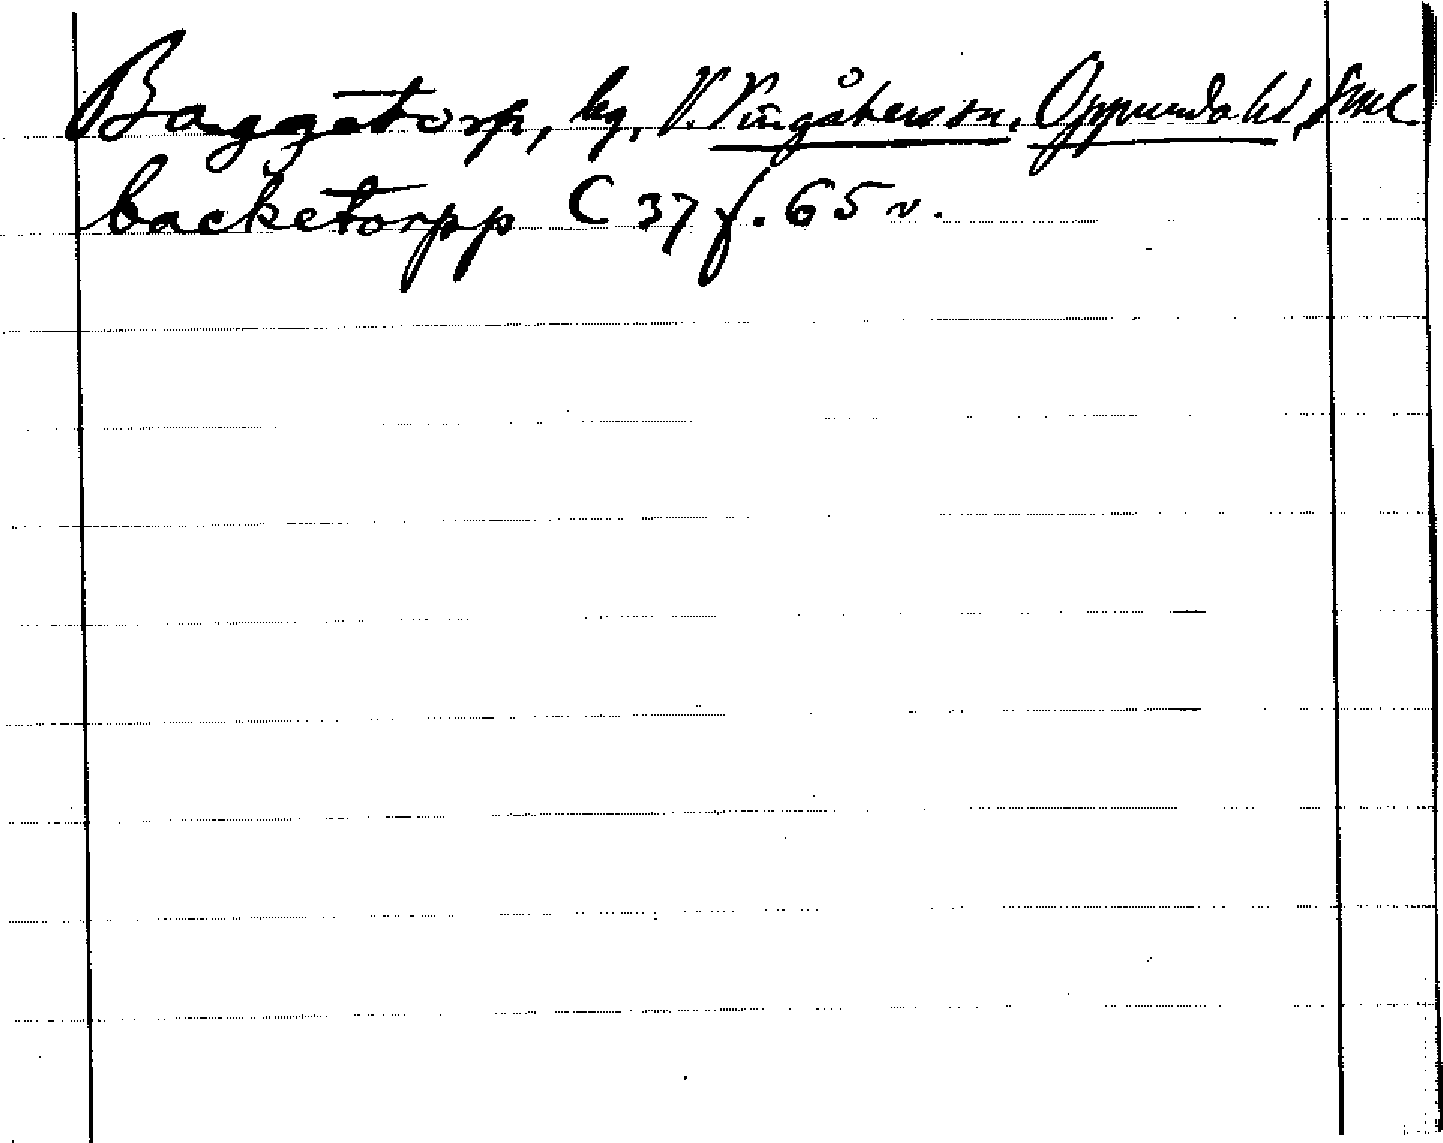 Baggetorp, by, V. Vingåkers sn, Oppunda hd, Sml
backetorpp C 37 f. 65 v.